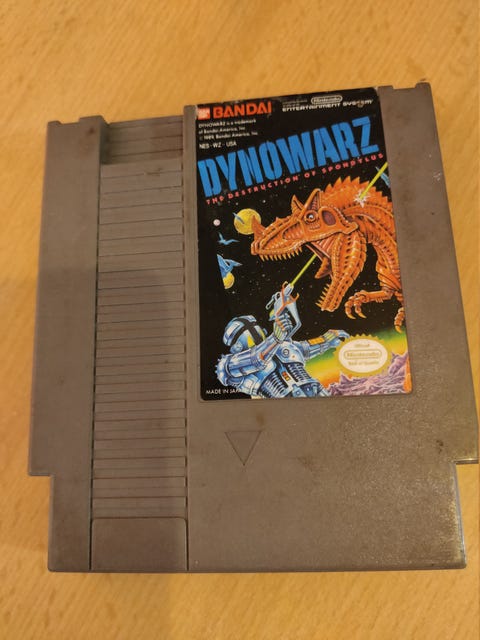 BANDAI
Nintendo
ENTERTAINMENT SYSTEM
DYNOWARZ is a trademark
of Bandai America, Inc.
© 1989, Bandai America, Inc.
NES-WZ-USA
DYNOWARZ
THE DESTRUCTION OF SPONDYLUS
Official
Nintendo
Seal of Quality
MADE IN JAPAN